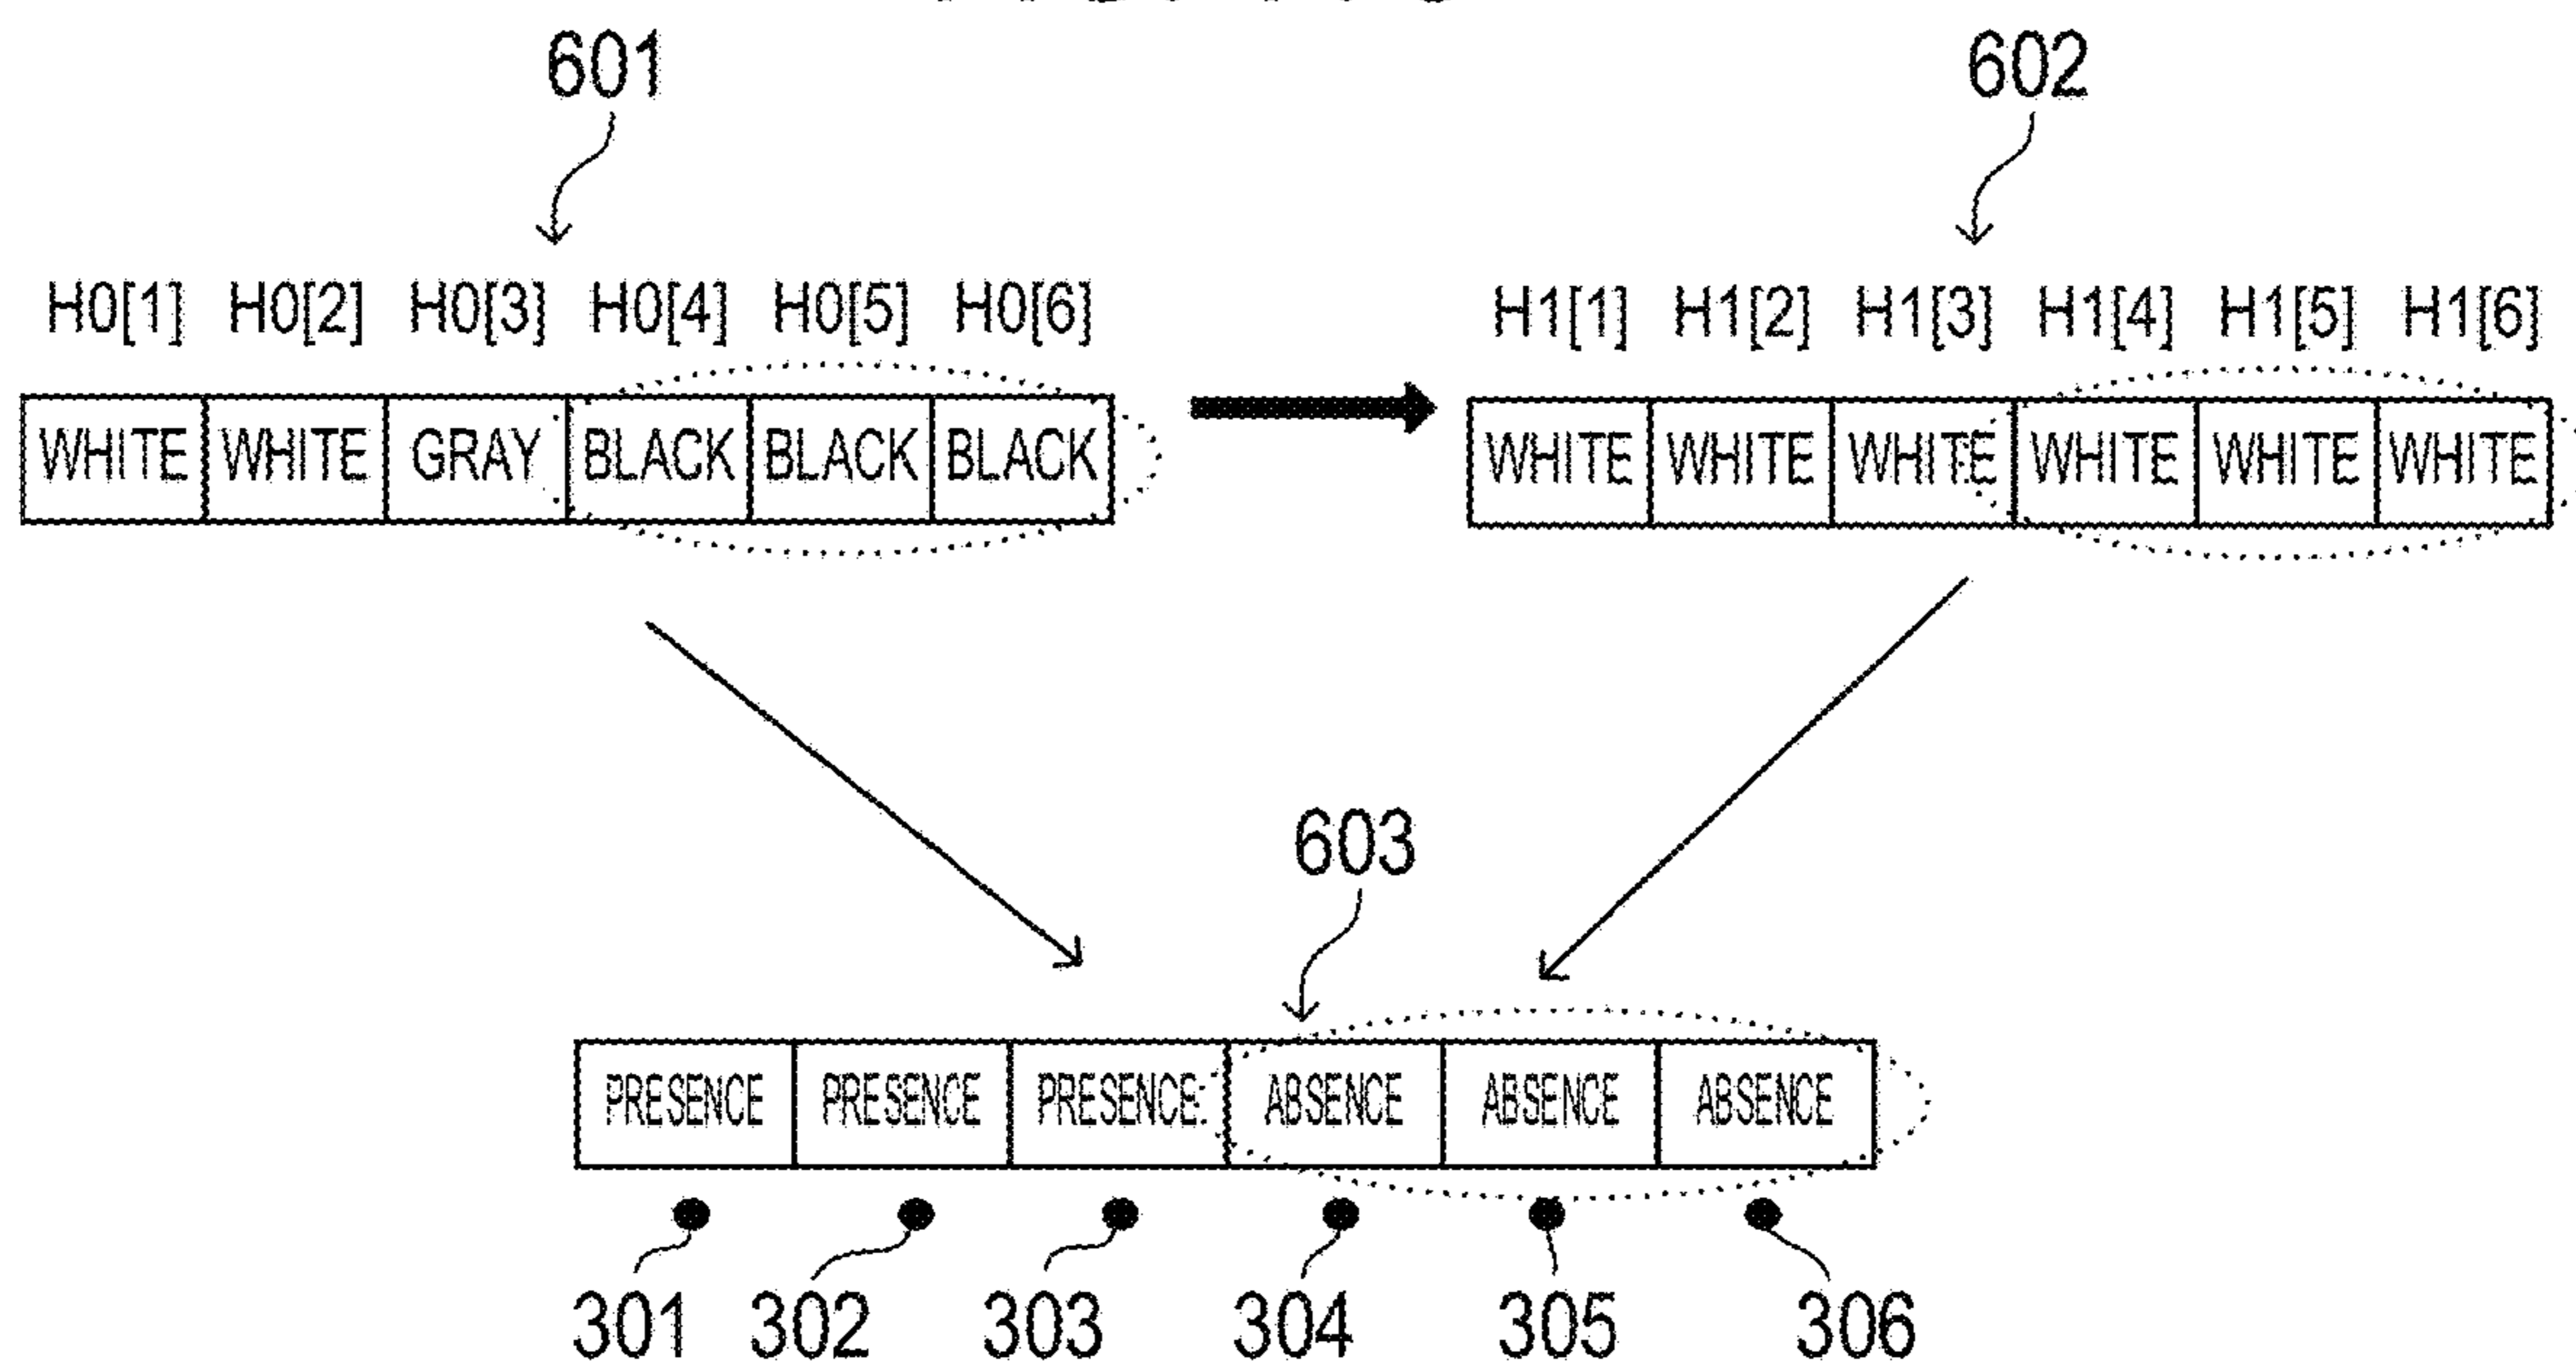 601 602
H0[1] H0[2] H0[3] H0[4] H0[5] H0[6] H1[1] H1[2] H1[3] H1[4] H1[5] H1[6]
WHITE WHITE GRAY BLACK BLACK BLACK WHITE WHITE WHITE WHITE WHITE WHITE
603
PRESENCE PRESENCE PRESENCE ABSENCE ABSENCE ABSENCE
301 302 303 304 305 306